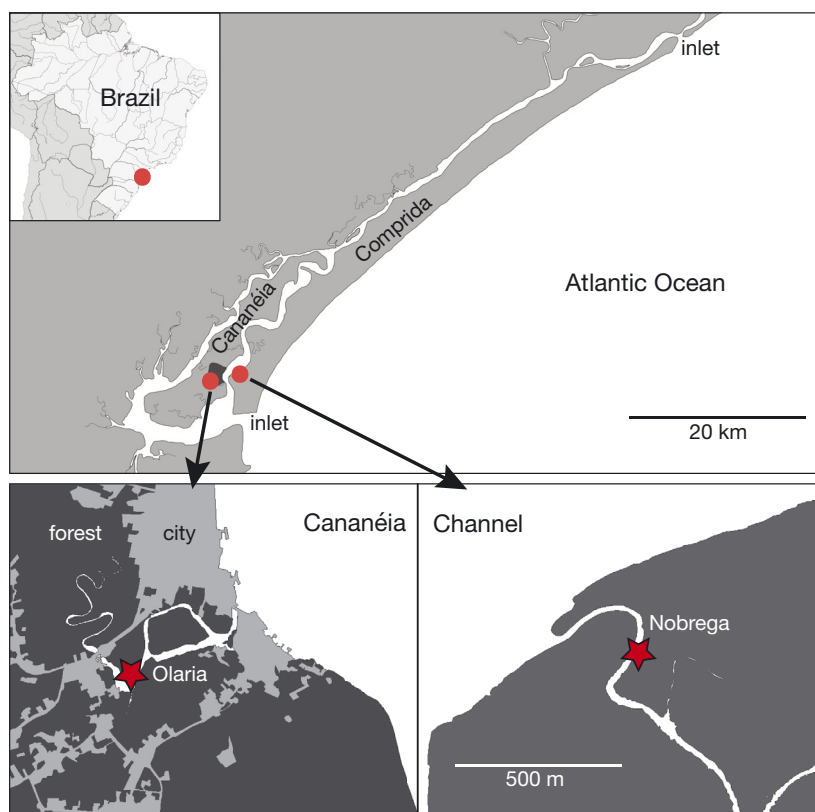 Brazil
inlet
Comprida
Cananéia
Atlantic Ocean
inlet
20 km
forest
city
Cananéia
Channel
Olaria
Nobrega
500 m